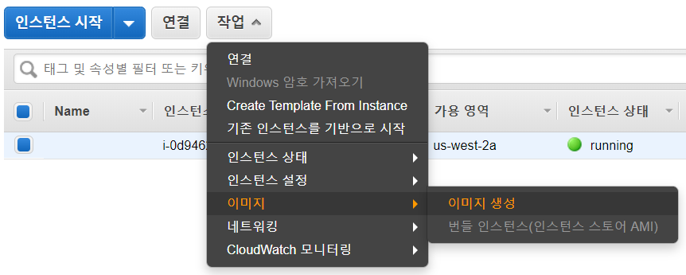 인스턴스 시작
연결
작업
연결
태그 및 속성별 필터 또는 키
Windows 암호 가져오기
Create Template From Instance
Name
인스턴스
가용 영역
인스턴스 상태
기존 인스턴스를 기반으로 시작
i-0d946
us-west-2a
running
인스턴스 상태
인스턴스 설정
이미지
이미지 생성
네트워킹
번들 인스턴스(인스턴스 스토어 AMI)
CloudWatch 모니터링